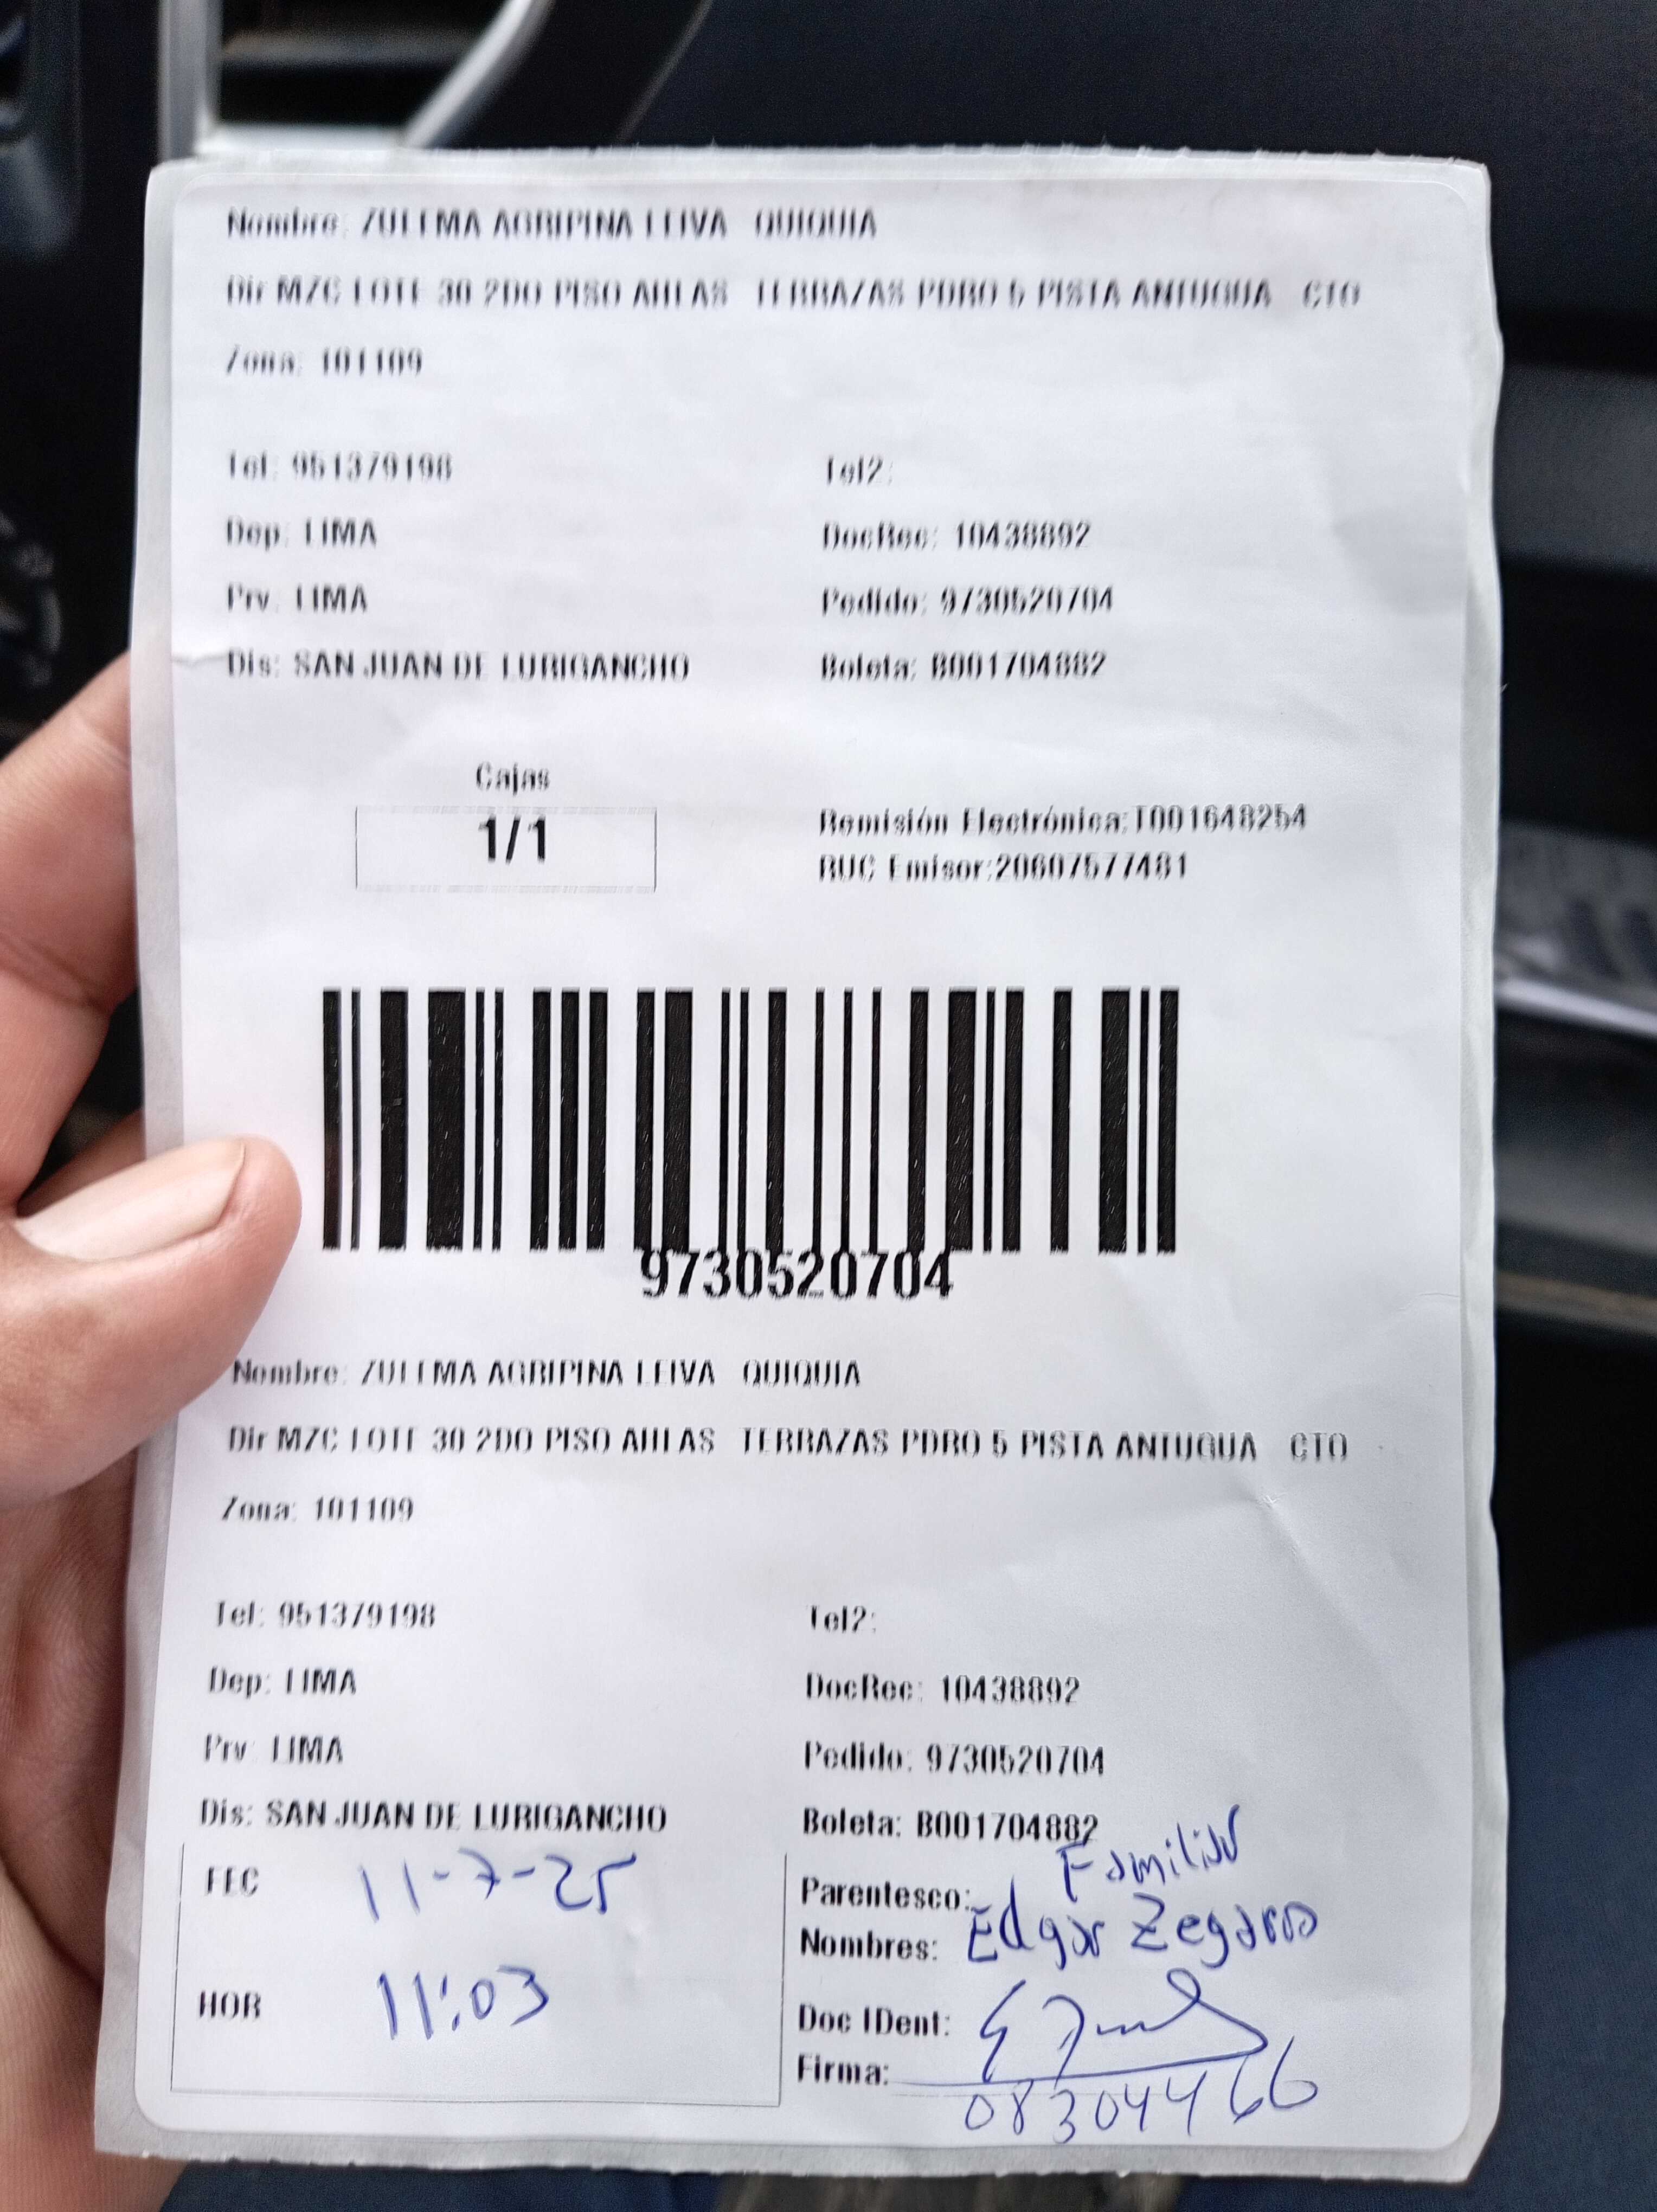 Nombre: ZULEMA AGRIPINA LEIVA QUIQUIA
Dir MZC LOTE 30 2DO PISO AHLAS TERRAZAS PDRO 5 PISTA ANTUGUA CTO
Zona: 101109
Tel: 951379198 Tel2:
Dep: LIMA DocRec: 10438892
Prv: LIMA Pedido: 9730520704
Dis: SAN JUAN DE LURIGANCHO Boleta: B001704882
Cajas
1/1
Remisión Electrónica:T001648254
RUC Emisor:20607577481
9730520704
Nombre: ZULEMA AGRIPINA LEIVA QUIQUIA
Dir MZC LOTE 30 2DO PISO AHLAS TERRAZAS PDRO 5 PISTA ANTUGUA CTO
Zona: 101109
Tel: 951379198 Tel2:
Dep: LIMA DocRec: 10438892
Prv: LIMA Pedido: 9730520704
Dis: SAN JUAN DE LURIGANCHO Boleta: B001704882
FEC 11-7-25
Parentesco: Familiar
Nombres: Edgar Zegarra
HOR 11:03
Doc IDent:
Firma:
08304466